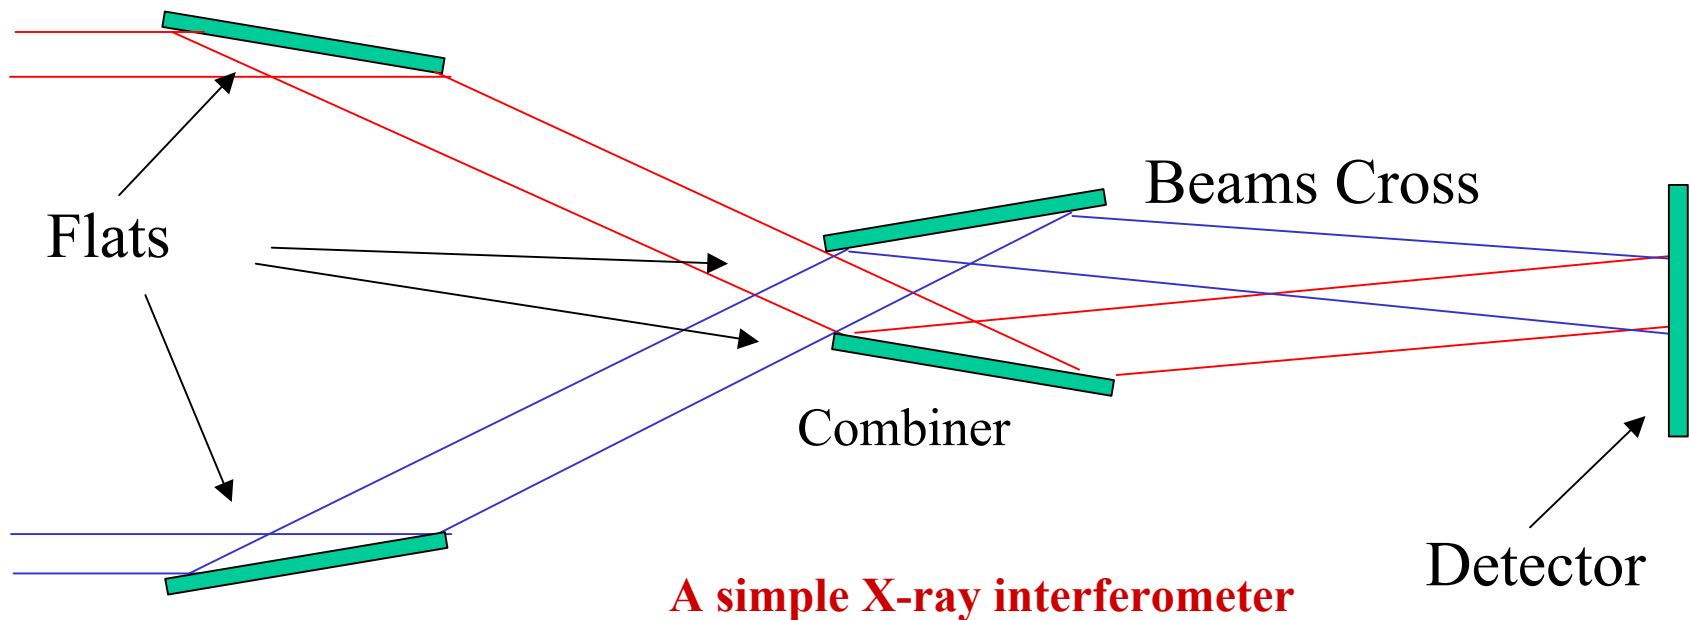 Beams Cross
Flats
Combiner
Detector
A simple X-ray interferometer